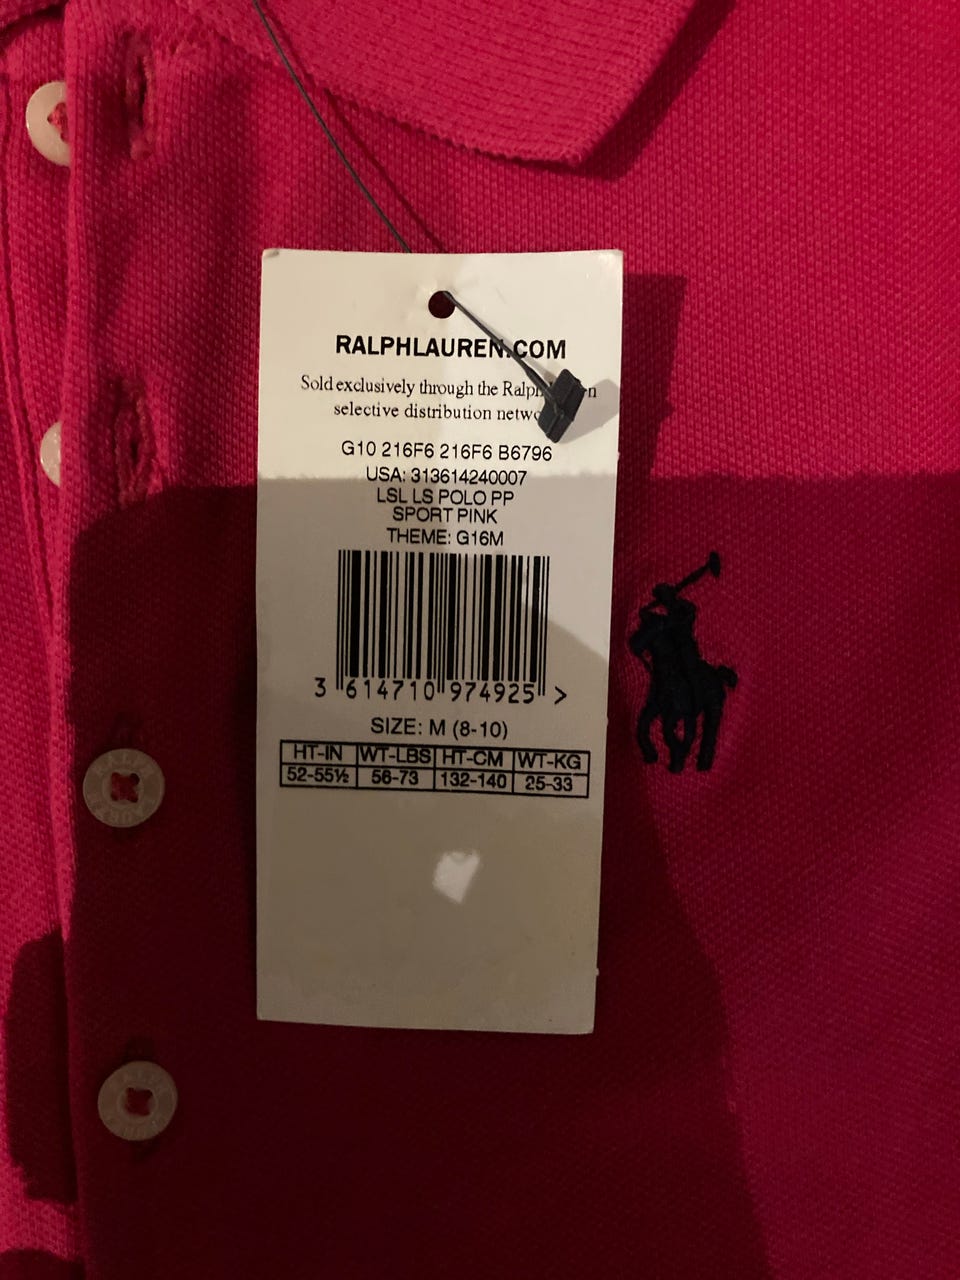 RALPHLAUREN.COM
Sold exclusively through the Ralph
selective distribution
G10 216F6 216F6 B6796
USA: 313614240007
LSL LS POLO PP
SPORT PINK
THEME: G16M
3 614710 974925 >
SIZE: M (8-10)
HT-IN WT-LBS HT-CM WT-KG
52-55½ 56-73 132-140 25-33